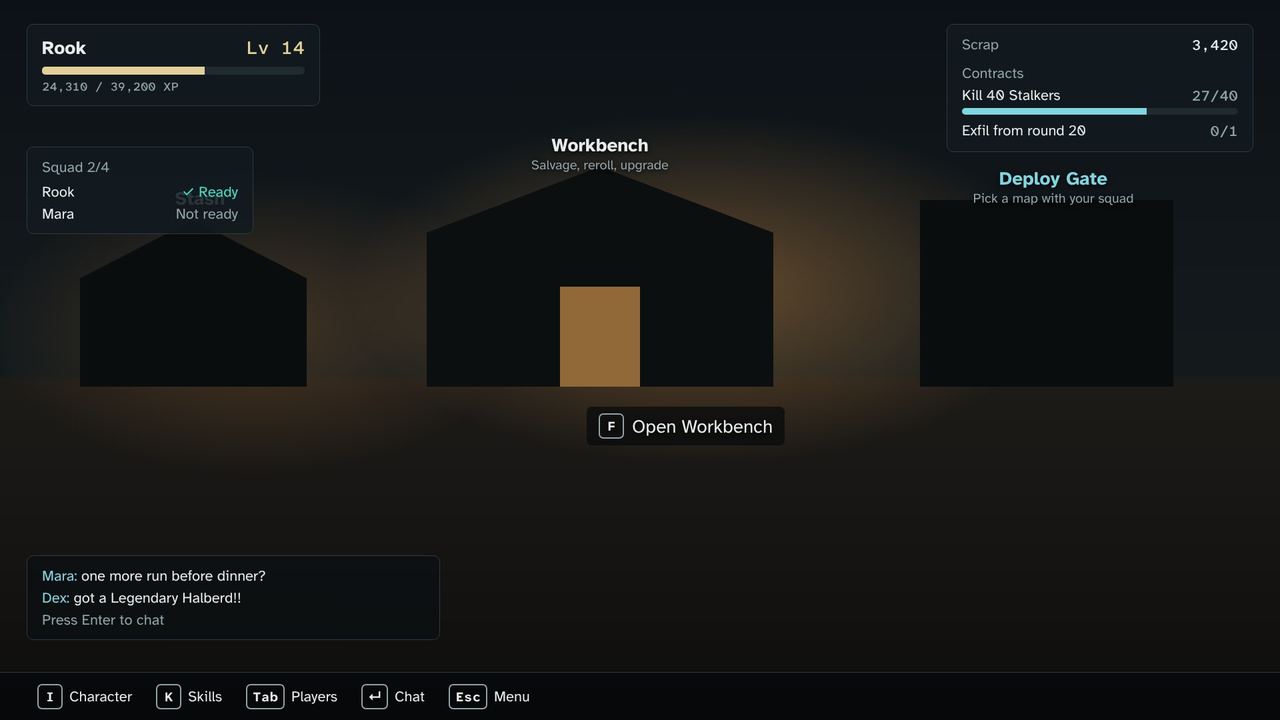 Rook Lv 14
24,310 / 39,200 XP
Scrap 3,420
Contracts
Kill 40 Stalkers 27/40
Exfil from round 20 0/1
Squad 2/4
Rook ✓ Ready
Mara Not ready
Stash
Workbench
Salvage, reroll, upgrade
Deploy Gate
Pick a map with your squad
F Open Workbench
Mara: one more run before dinner?
Dex: got a Legendary Halberd!!
Press Enter to chat
I Character K Skills Tab Players ↵ Chat Esc Menu